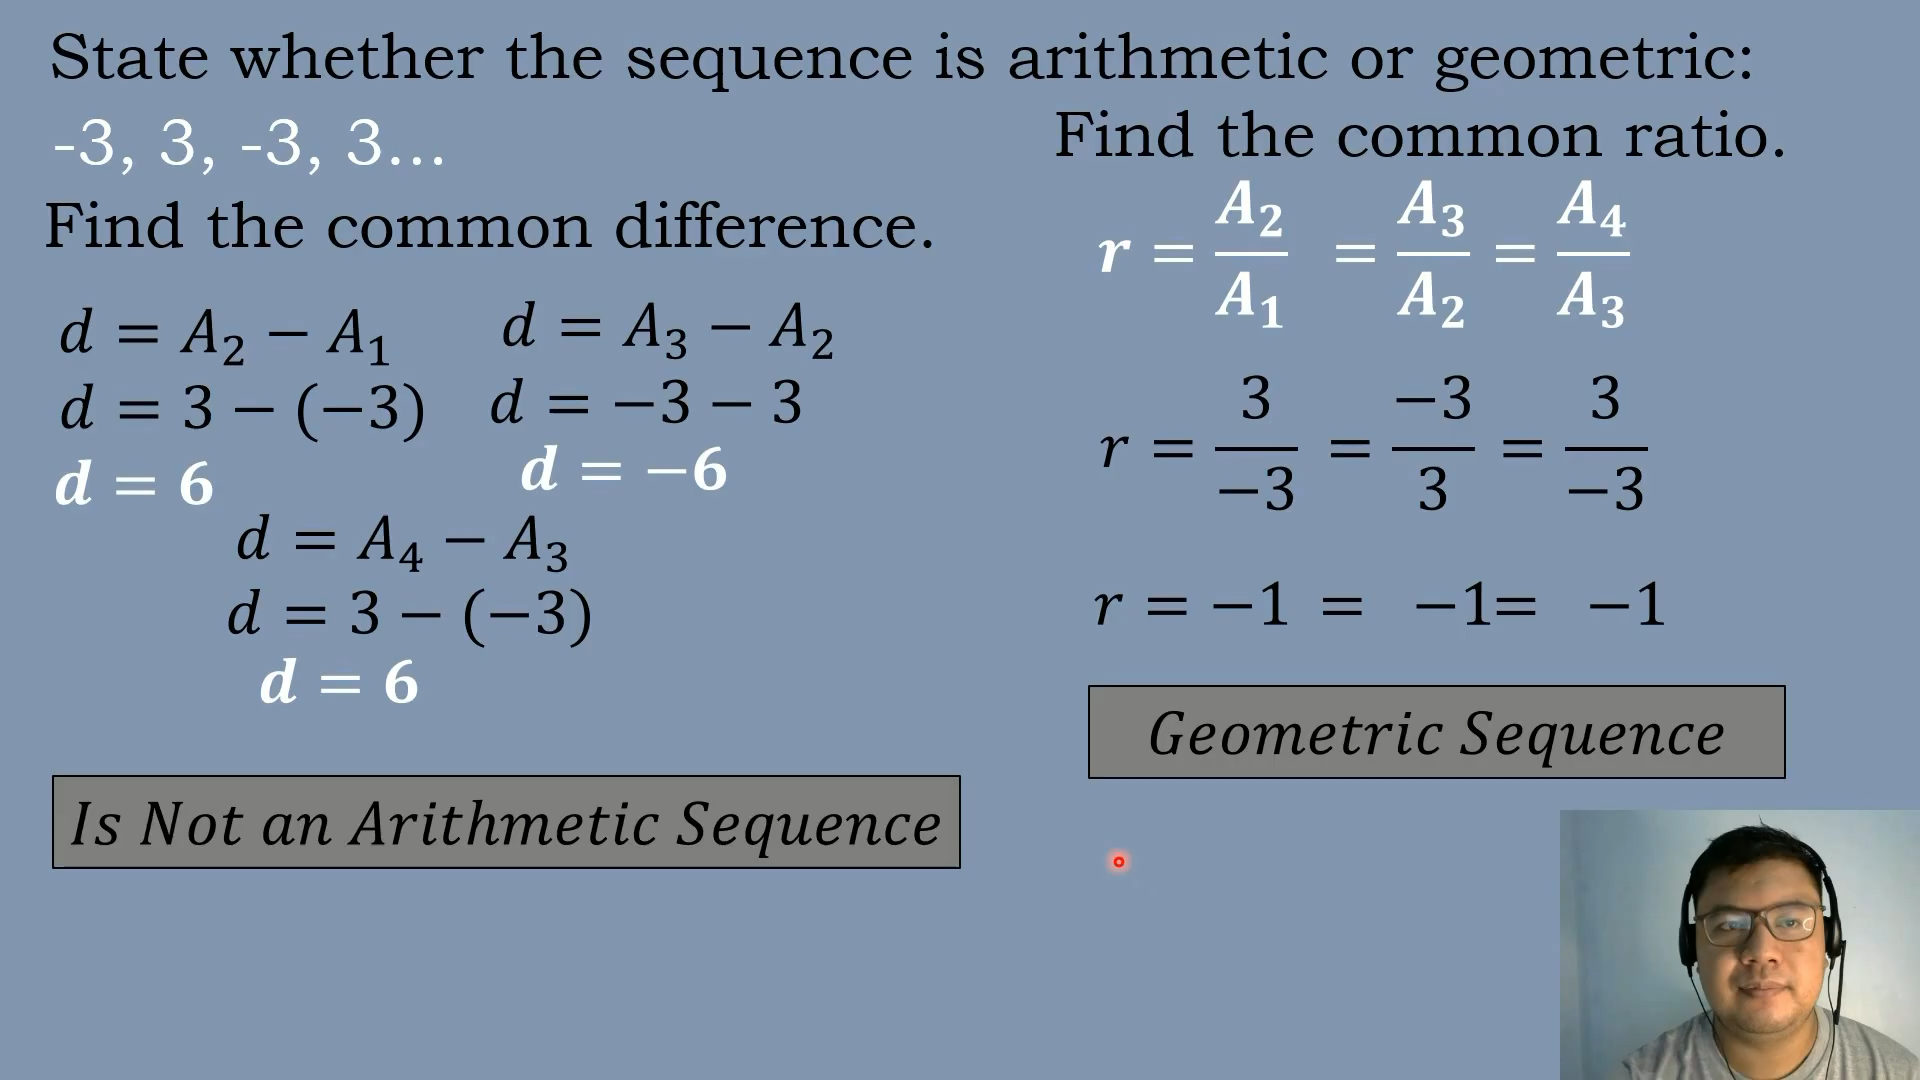 State whether the sequence is arithmetic or geometric:
-3, 3, -3, 3...
Find the common difference.
d = A₂ − A₁
d = 3 − (−3)
d = 6
d = A₃ − A₂
d = −3 − 3
d = −6
d = A₄ − A₃
d = 3 − (−3)
d = 6
Is Not an Arithmetic Sequence
Find the common ratio.
r = A₂/A₁ = A₃/A₂ = A₄/A₃
r = 3/−3 = −3/3 = 3/−3
r = −1 = −1= −1
Geometric Sequence